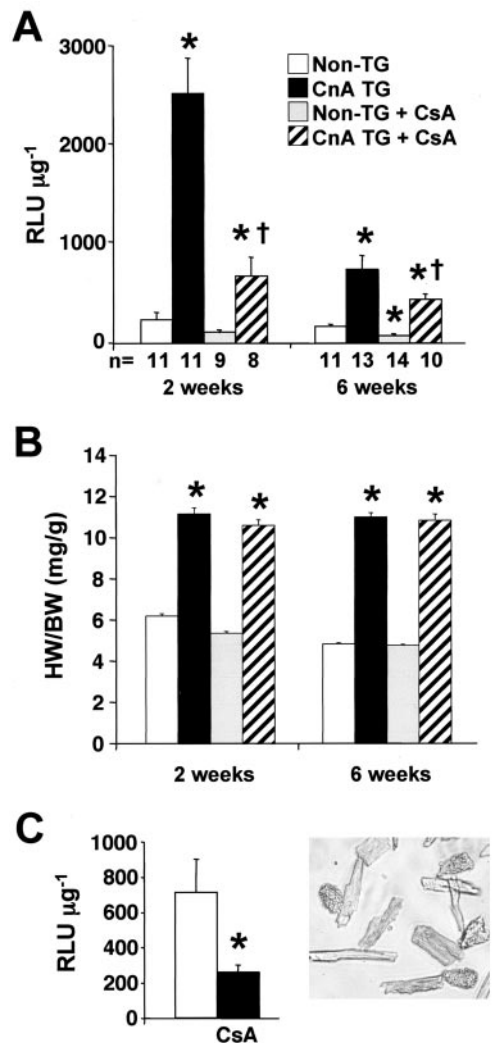 A
3000
2000
1000
0
RLU µg-1
*
* †
*
*
* †
Non-TG
CnA TG
Non-TG + CsA
CnA TG + CsA
n= 11 11 9 8 11 13 14 10
2 weeks 6 weeks
B
14
12
10
8
6
4
2
0
HW/BW (mg/g)
* * * *
2 weeks 6 weeks
C
1000
800
600
400
200
0
RLU µg-1
*
CsA